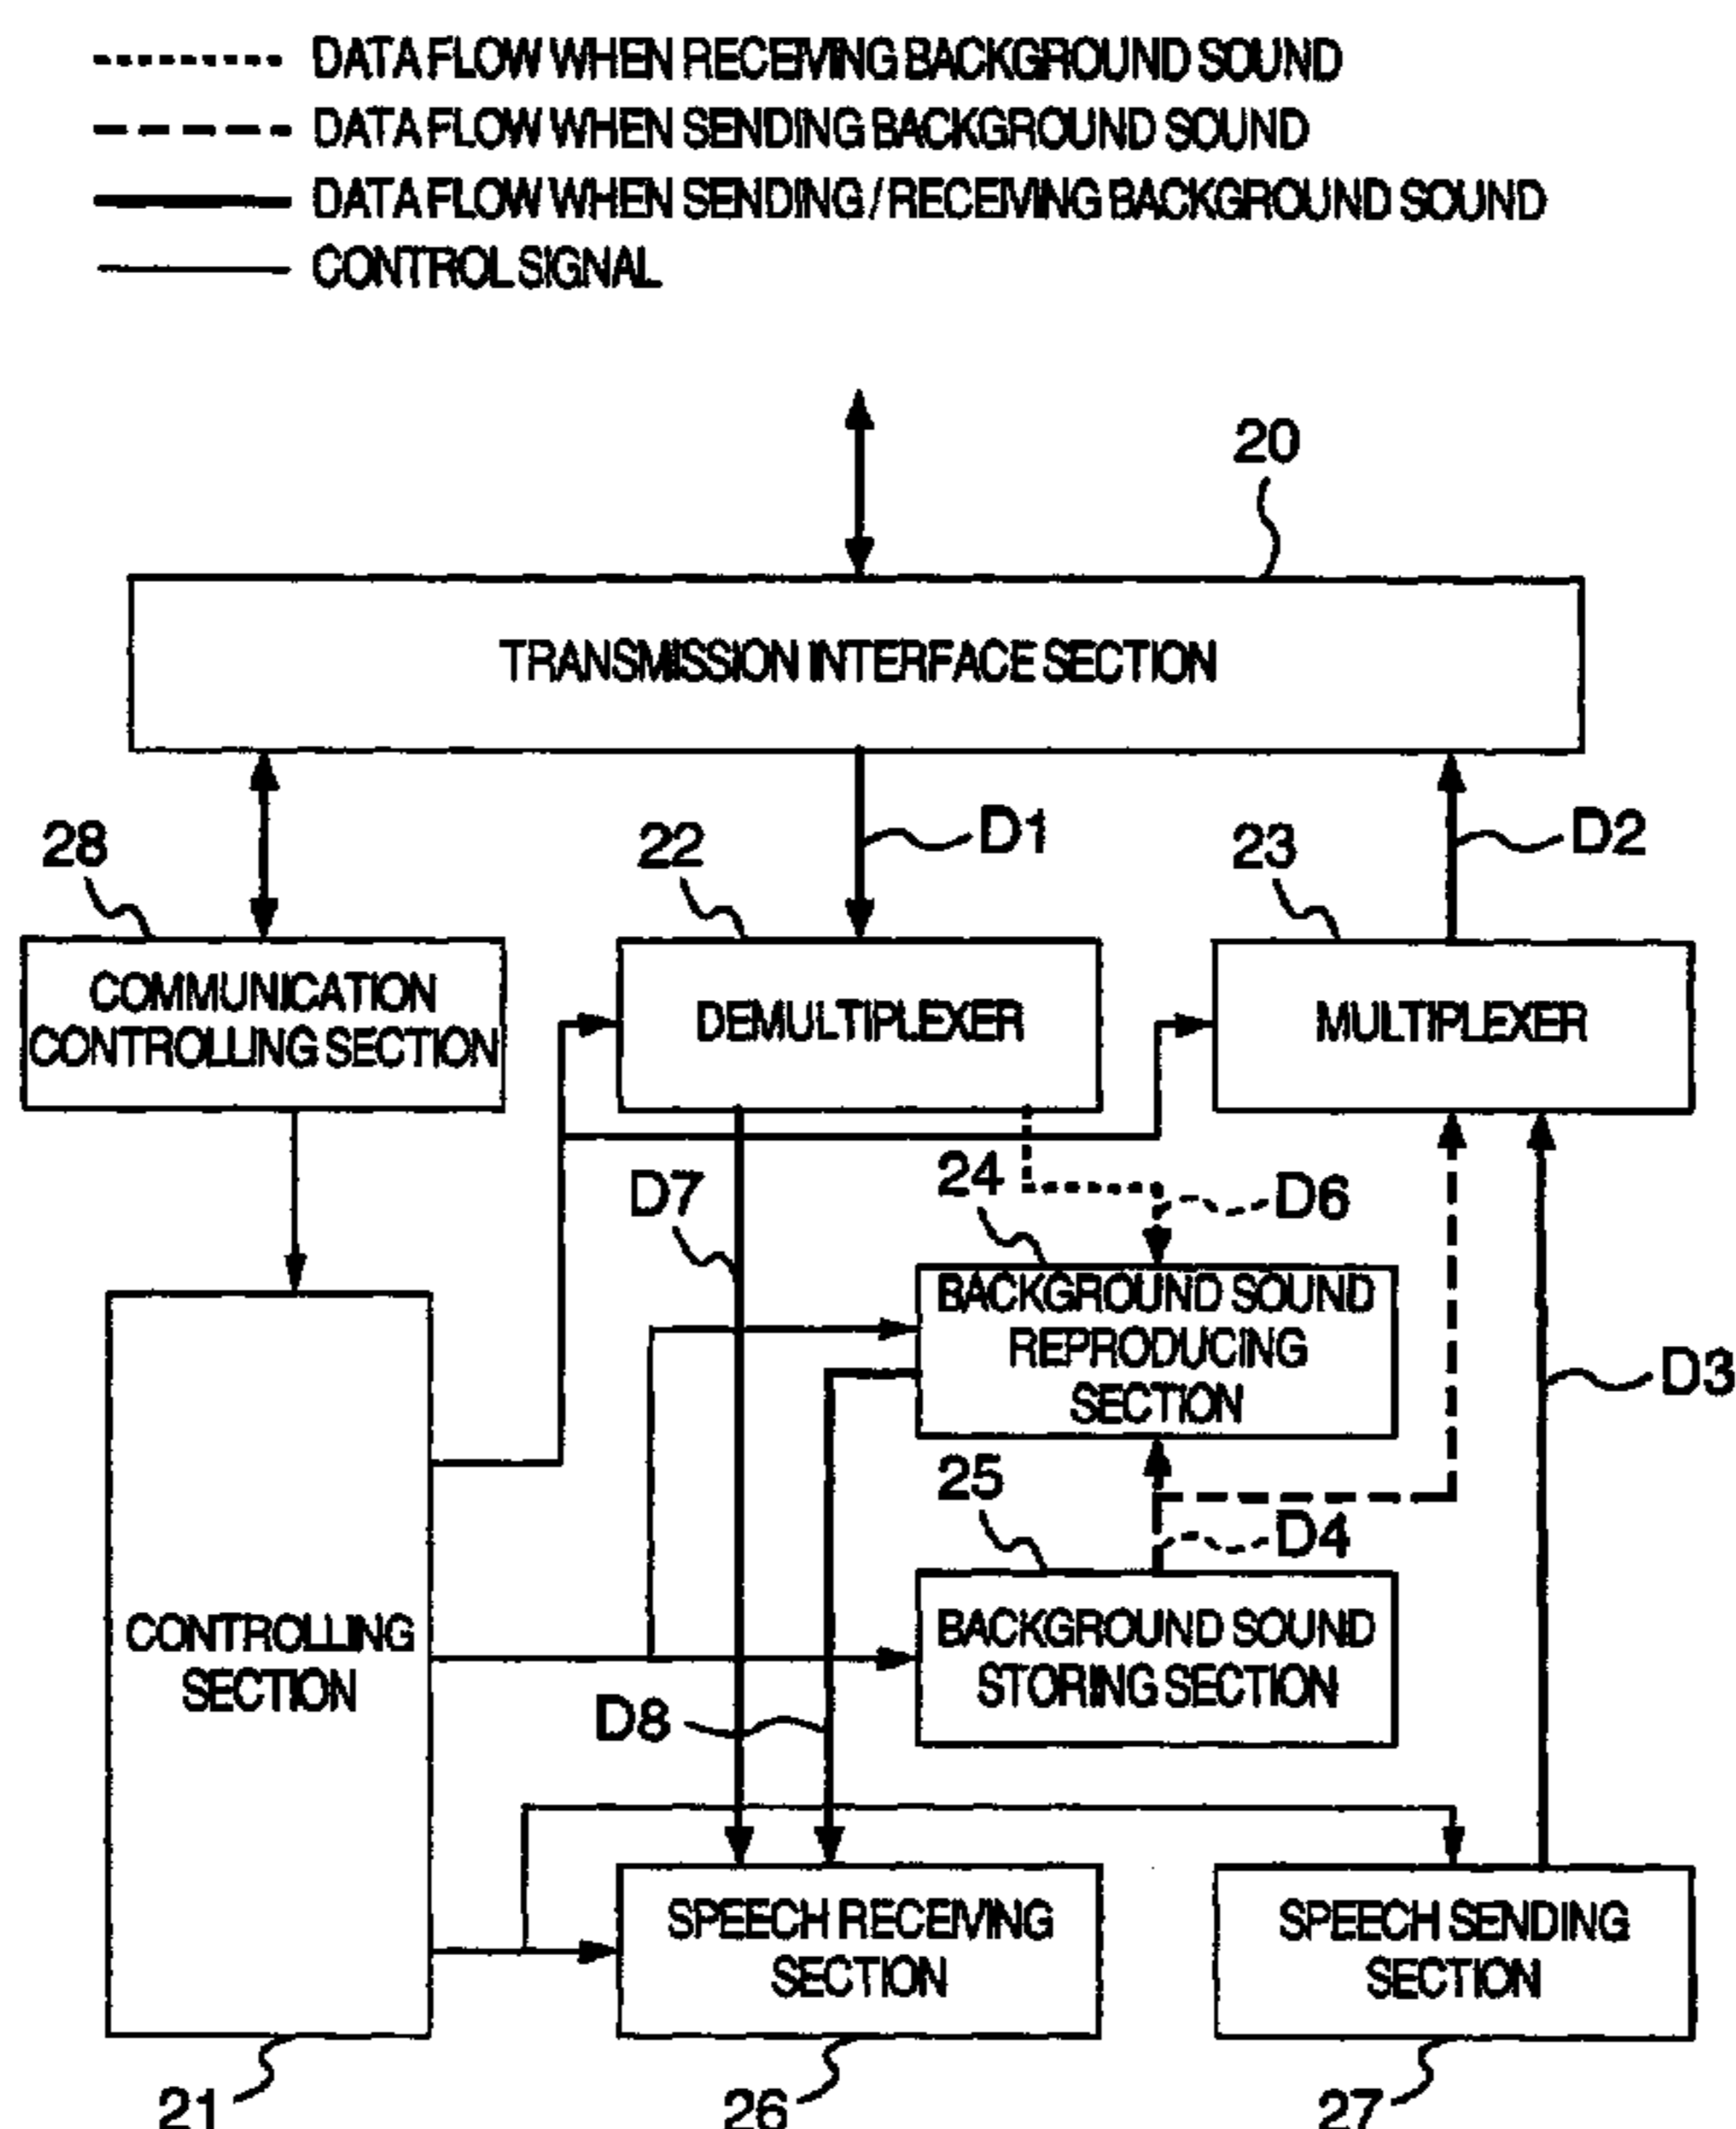 DATA FLOW WHEN RECEIVING BACKGROUND SOUND
DATA FLOW WHEN SENDING BACKGROUND SOUND
DATA FLOW WHEN SENDING/RECEIVING BACKGROUND SOUND
CONTROL SIGNAL
20
TRANSMISSION INTERFACE SECTION
28
22
D1
23
D2
COMMUNICATION
CONTROLLING SECTION
DEMULTIPLEXER
MULTIPLEXER
D7
24
D6
BACKGROUND SOUND
REPRODUCING
SECTION
D3
25
D4
CONTROLLING
SECTION
BACKGROUND SOUND
STORING SECTION
D8
SPEECH RECEIVING
SECTION
SPEECH SENDING
SECTION
21
26
27